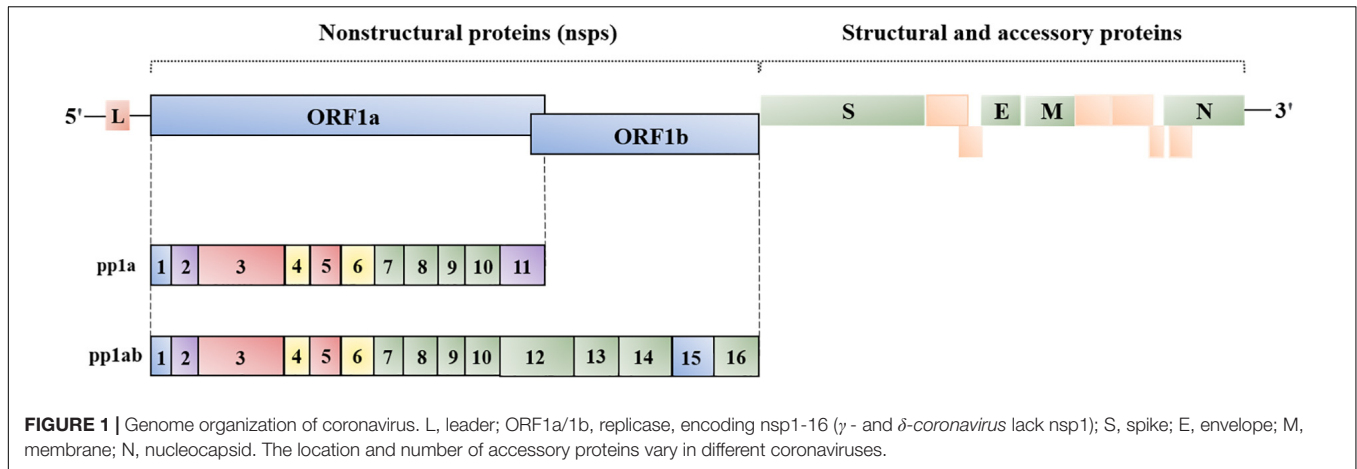 Nonstructural proteins (nsps) Structural and accessory proteins
5' L ORF1a S E M N 3'
ORF1b
pp1a 1 2 3 4 5 6 7 8 9 10 11
pp1ab 1 2 3 4 5 6 7 8 9 10 12 13 14 15 16
FIGURE 1 | Genome organization of coronavirus. L, leader; ORF1a/1b, replicase, encoding nsp1-16 (γ - and δ-coronavirus lack nsp1); S, spike; E, envelope; M,
membrane; N, nucleocapsid. The location and number of accessory proteins vary in different coronaviruses.